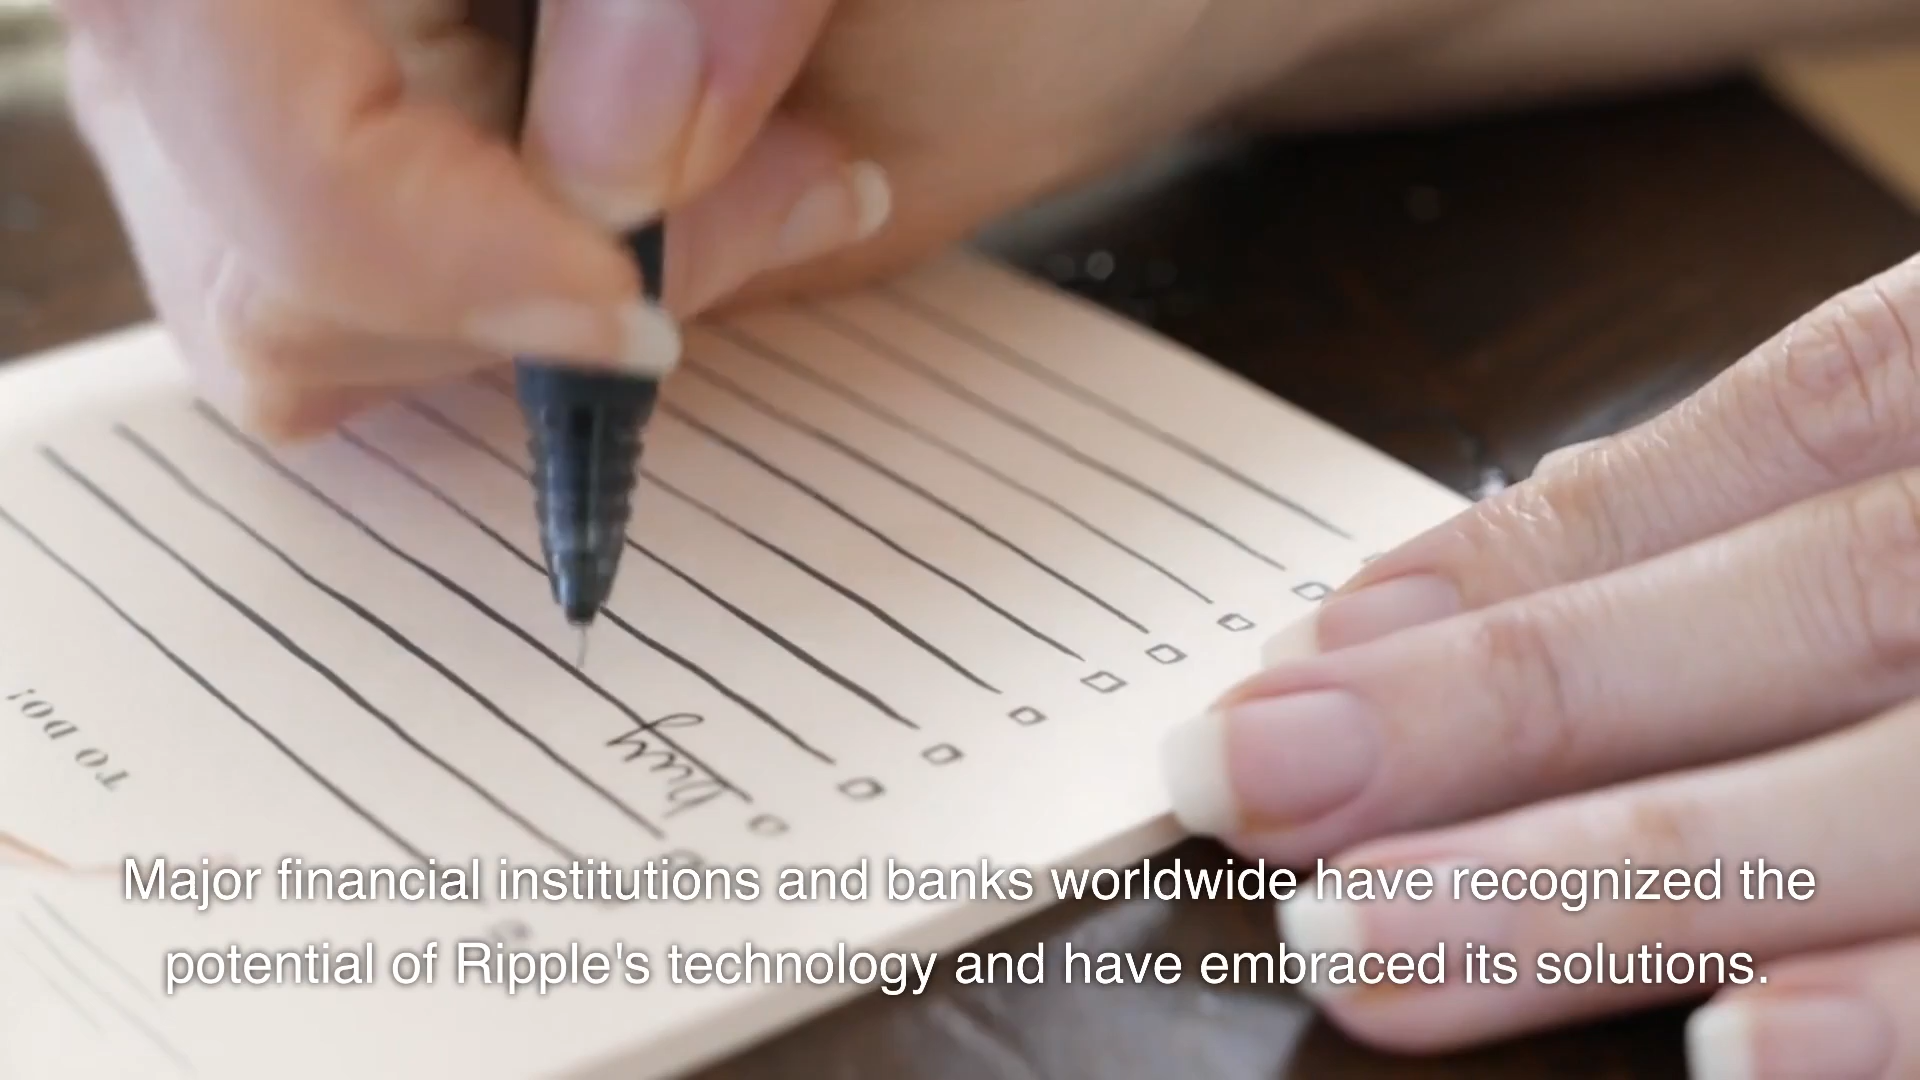 TO DO!
buy
Major financial institutions and banks worldwide have recognized the
potential of Ripple's technology and have embraced its solutions.